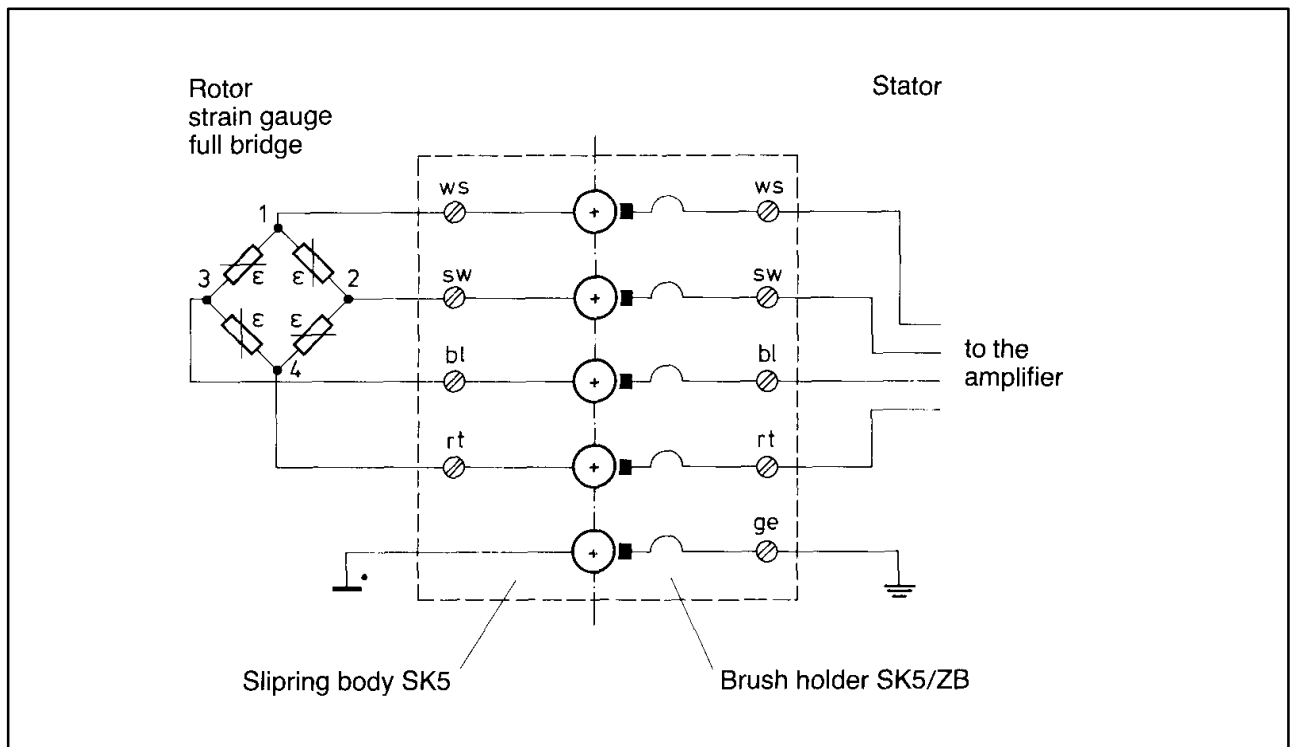 Rotor
strain gauge
full bridge
Stator
ws
ws
1
3
ε
ε
2
sw
sw
ε
ε
4
bl
bl
to the
amplifier
rt
rt
ge
Slipring body SK5
Brush holder SK5/ZB